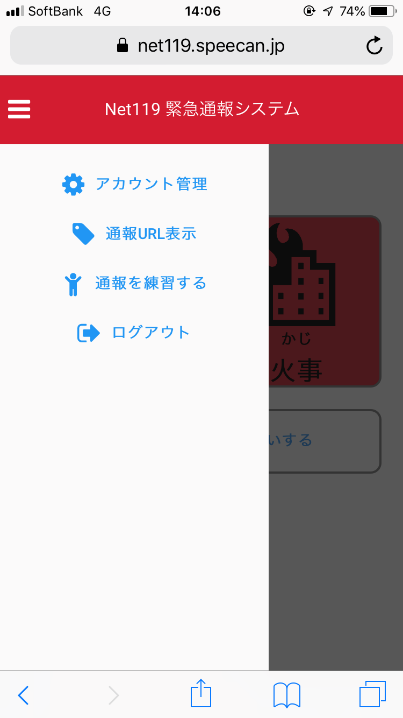 SoftBank 4G 14:06 74%
net119.speecan.jp
Net119 緊急通報システム
アカウント管理
通報URL表示
通報を練習する
ログアウト
かじ
火事
いする